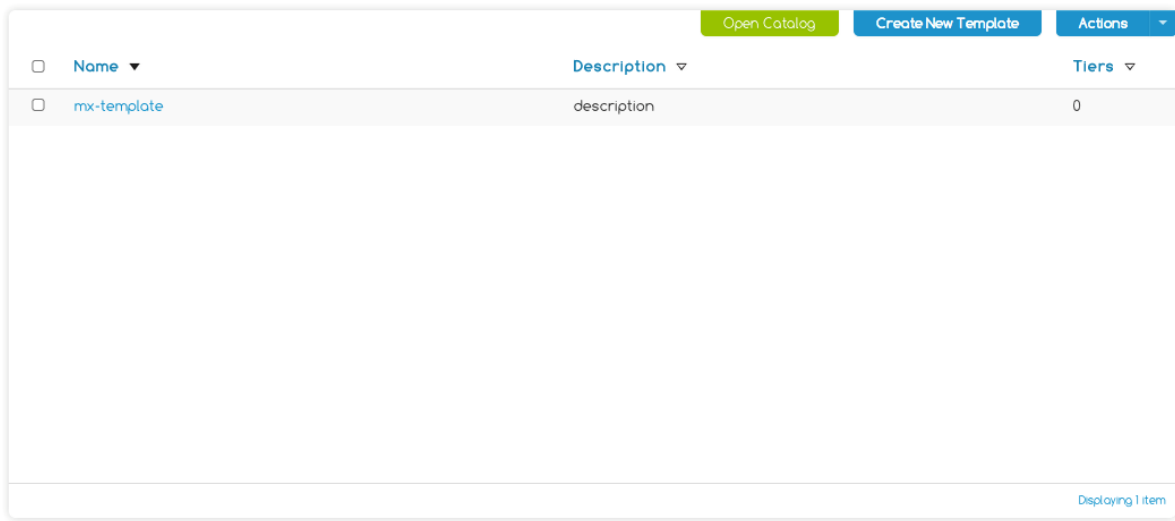 Open Catalog Create New Template Actions
Name Description Tiers
mx-template description 0
Displaying 1 item